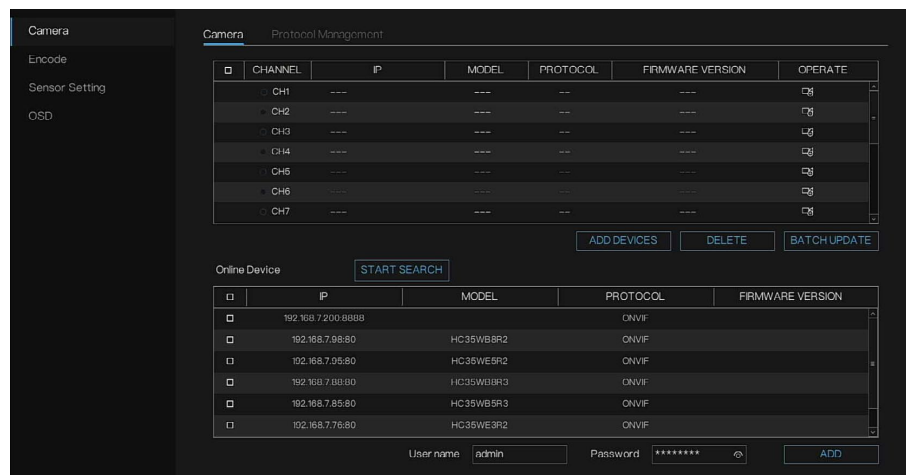 Camera
Encode
Sensor Setting
OSD
Camera Protocol Management
CHANNEL IP MODEL PROTOCOL FIRMWARE VERSION OPERATE
CH1 --- --- -- ---
CH2 --- --- -- ---
CH3 --- --- -- ---
CH4 --- --- -- ---
CH5 --- --- -- ---
CH6 --- --- -- ---
CH7 --- --- -- ---
ADD DEVICES DELETE BATCH UPDATE
Online Device START SEARCH
IP MODEL PROTOCOL FIRMWARE VERSION
192.168.7.200:8888 ONVIF
192.168.7.98:80 HC35WB8R2 ONVIF
192.168.7.95:80 HC35WE5R2 ONVIF
192.168.7.88:80 HC35WB8R3 ONVIF
192.168.7.85:80 HC35WB5R3 ONVIF
192.168.7.76:80 HC35WE3R2 ONVIF
User name admin Password ******** ADD